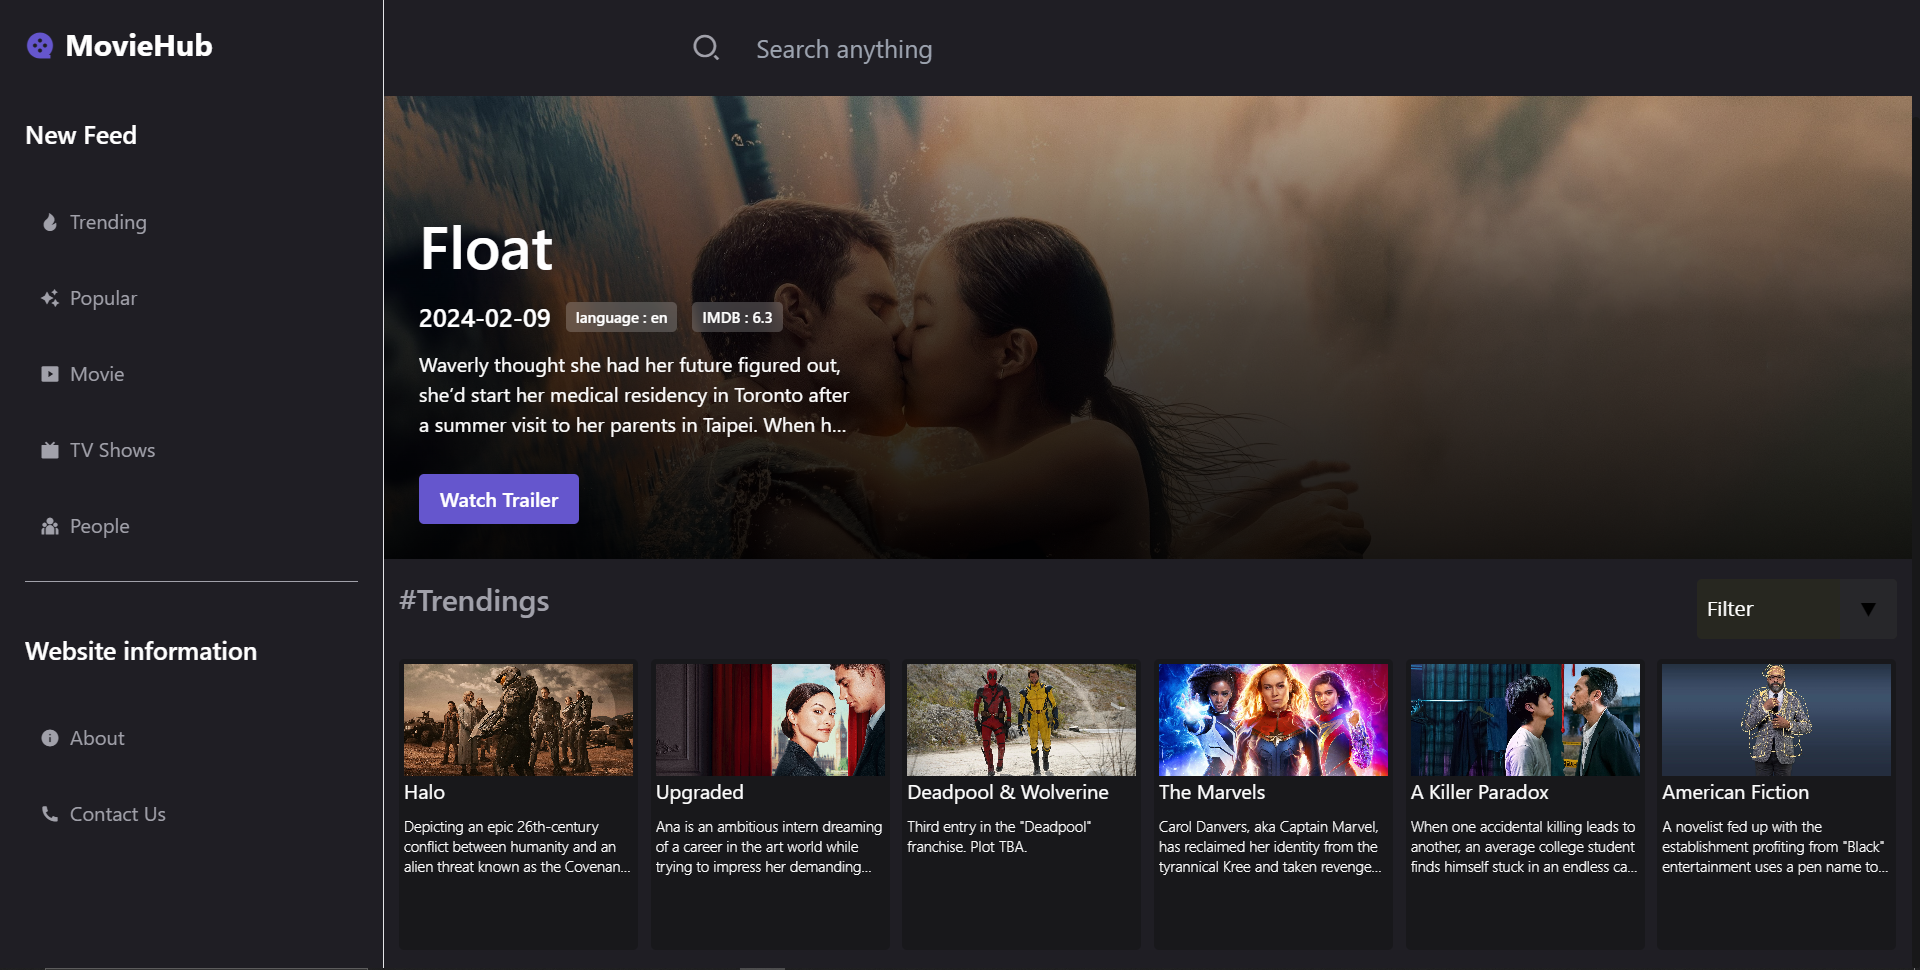 MovieHub
Search anything
New Feed
Trending
Popular
Movie
TV Shows
People
Website information
About
Contact Us
Float
2024-02-09 language : en IMDB : 6.3
Waverly thought she had her future figured out,
she’d start her medical residency in Toronto after
a summer visit to her parents in Taipei. When h...
Watch Trailer
#Trendings
Filter
Halo
Depicting an epic 26th-century
conflict between humanity and an
alien threat known as the Covenan...
Upgraded
Ana is an ambitious intern dreaming
of a career in the art world while
trying to impress her demanding...
Deadpool & Wolverine
Third entry in the "Deadpool"
franchise. Plot TBA.
The Marvels
Carol Danvers, aka Captain Marvel,
has reclaimed her identity from the
tyrannical Kree and taken revenge...
A Killer Paradox
When one accidental killing leads to
another, an average college student
finds himself stuck in an endless ca...
American Fiction
A novelist fed up with the
establishment profiting from "Black"
entertainment uses a pen name to...